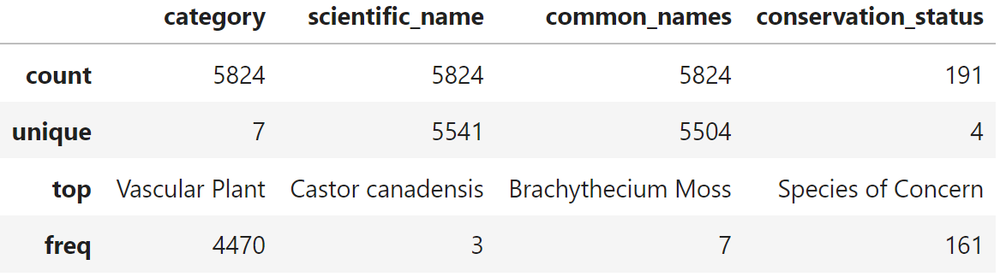 category scientific_name common_names conservation_status
count 5824 5824 5824 191
unique 7 5541 5504 4
top Vascular Plant Castor canadensis Brachythecium Moss Species of Concern
freq 4470 3 7 161